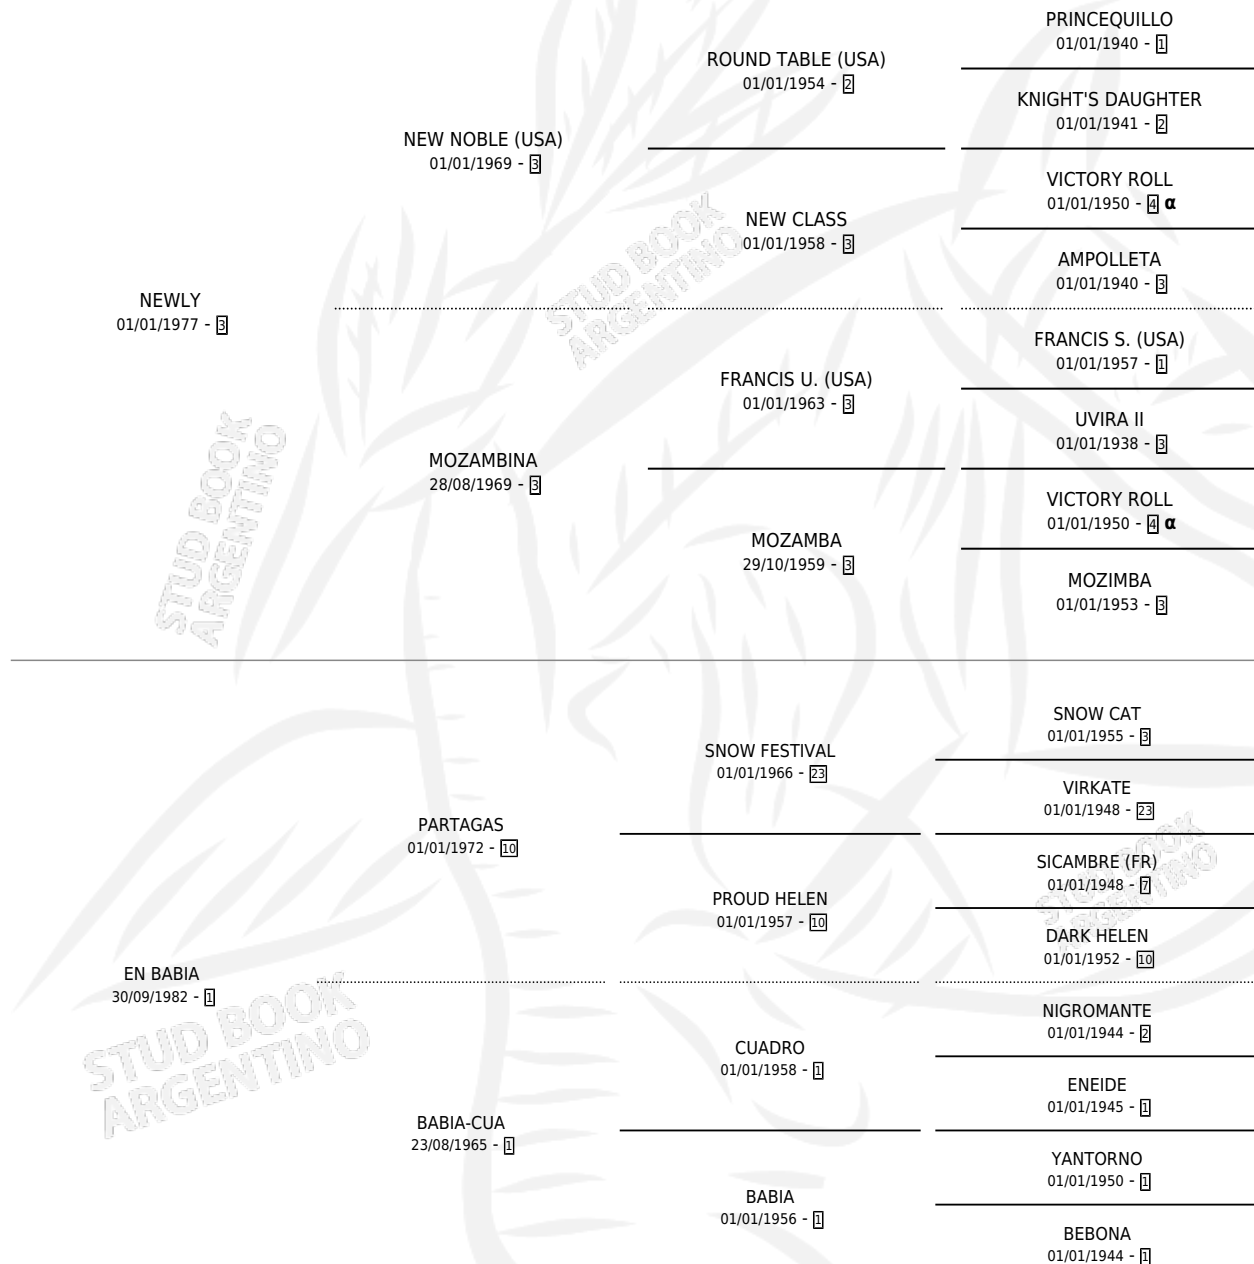 PRINCEQUILLO
01/01/1940 - 1
ROUND TABLE (USA)
01/01/1954 - 2
KNIGHT'S DAUGHTER
01/01/1941 - 2
NEW NOBLE (USA)
01/01/1969 - 3
VICTORY ROLL
01/01/1950 - 4 α
NEW CLASS
01/01/1958 - 3
AMPOLLETA
01/01/1940 - 3
NEWLY
01/01/1977 - 3
FRANCIS S. (USA)
01/01/1957 - 1
FRANCIS U. (USA)
01/01/1963 - 3
UVIRA II
01/01/1938 - 3
MOZAMBINA
28/08/1969 - 3
VICTORY ROLL
01/01/1950 - 4 α
MOZAMBA
29/10/1959 - 3
MOZIMBA
01/01/1953 - 3
SNOW CAT
01/01/1955 - 3
SNOW FESTIVAL
01/01/1966 - 23
VIRKATE
01/01/1948 - 23
PARTAGAS
01/01/1972 - 10
SICAMBRE (FR)
01/01/1948 - 7
PROUD HELEN
01/01/1957 - 10
DARK HELEN
01/01/1952 - 10
EN BABIA
30/09/1982 - 1
NIGROMANTE
01/01/1944 - 2
CUADRO
01/01/1958 - 1
ENEIDE
01/01/1945 - 1
BABIA-CUA
23/08/1965 - 1
YANTORNO
01/01/1950 - 1
BABIA
01/01/1956 - 1
BEBONA
01/01/1944 - 1
STUD BOOK
ARGENTINO
STUD BOOK
ARGENTINO
STUD BOOK
ARGENTINO
STUD BOOK
ARGENTINO